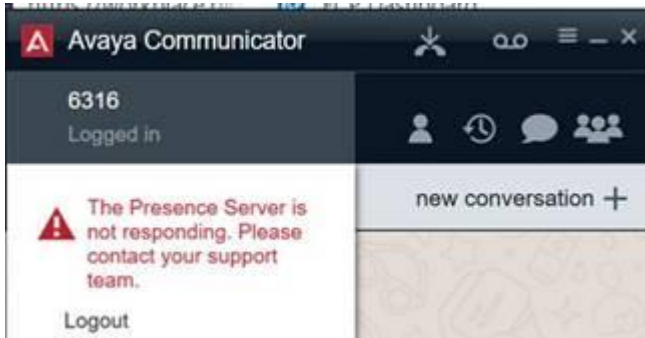 Avaya Communicator
6316
Logged in
The Presence Server is
not responding. Please
contact your support
team.
Logout
new conversation +